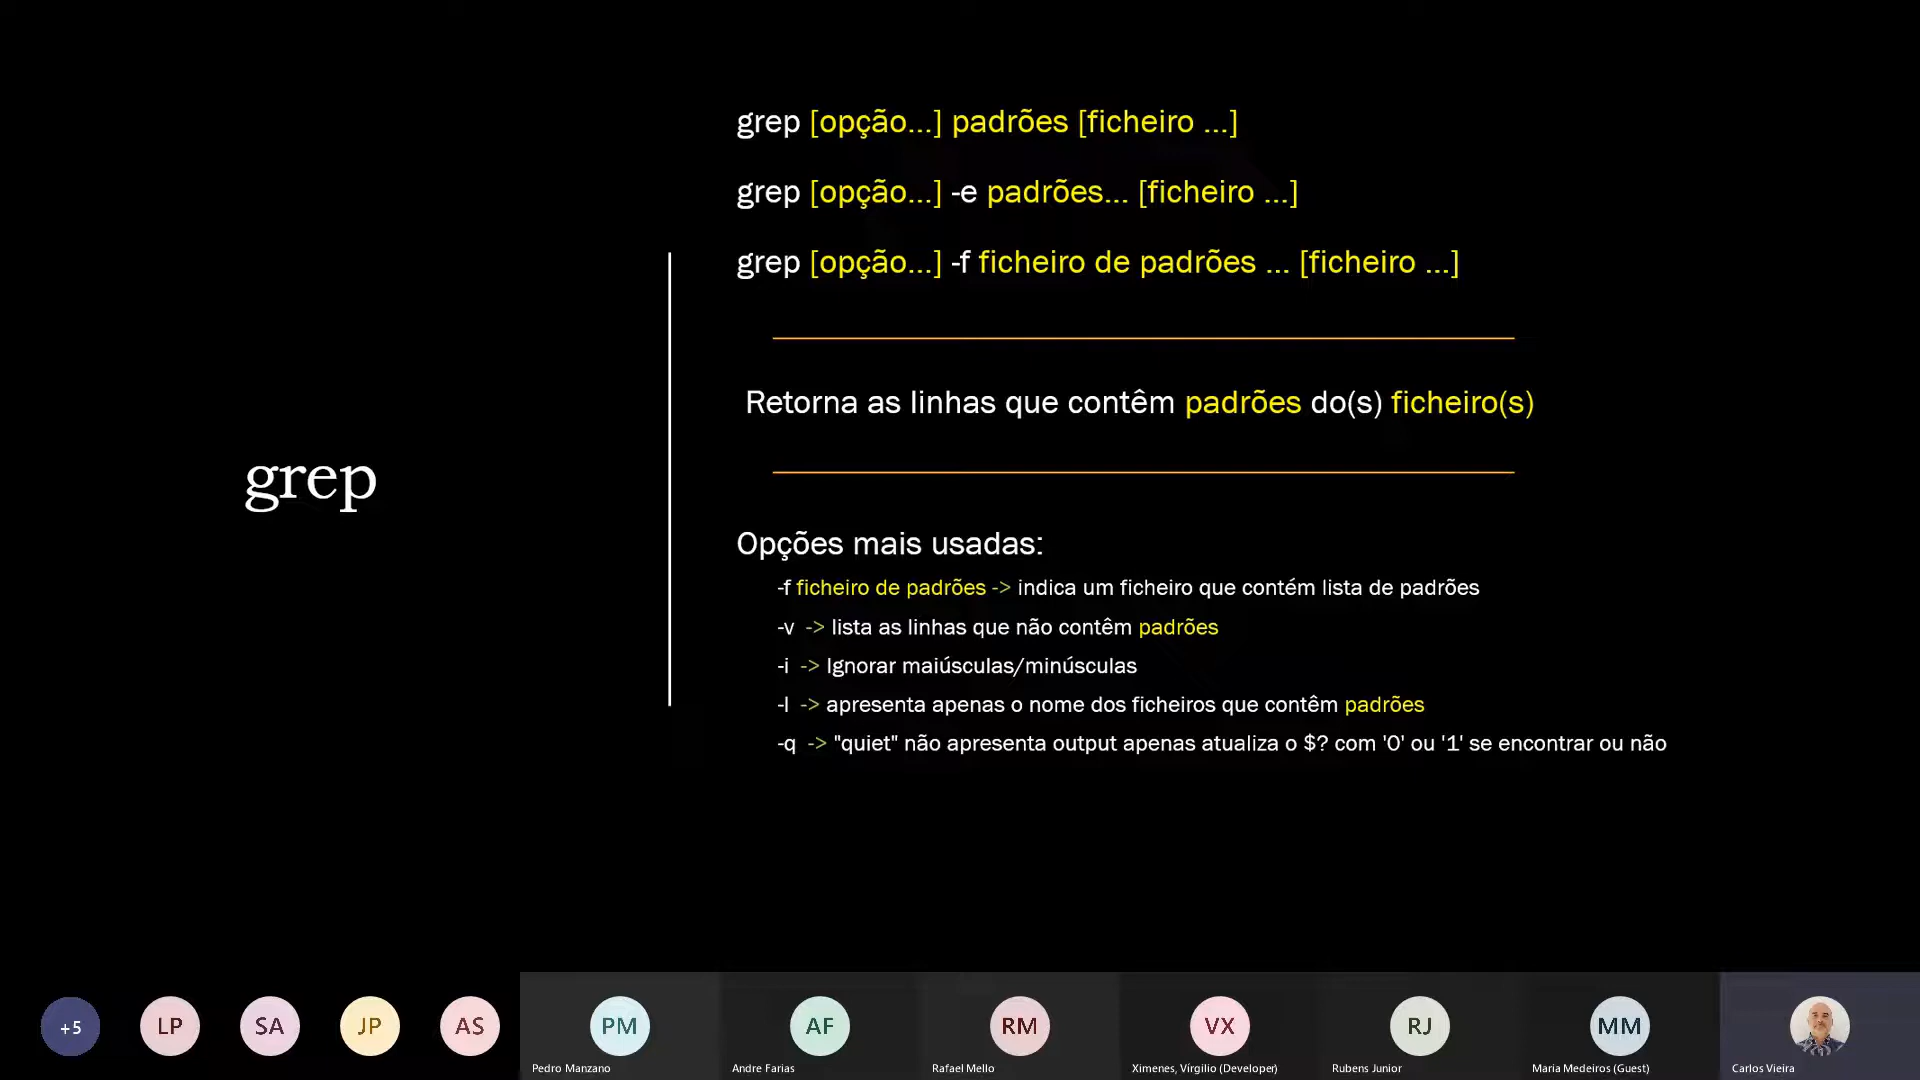 grep [opção...] padrões [ficheiro ...]
grep [opção...] -e padrões... [ficheiro ...]
grep [opção...] -f ficheiro de padrões ... [ficheiro ...]
Retorna as linhas que contêm padrões do(s) ficheiro(s)
grep
Opções mais usadas:
-f ficheiro de padrões -> indica um ficheiro que contém lista de padrões
-v -> lista as linhas que não contêm padrões
-i -> Ignorar maiúsculas/minúsculas
-l -> apresenta apenas o nome dos ficheiros que contêm padrões
-q -> "quiet" não apresenta output apenas atualiza o $? com '0' ou '1' se encontrar ou não
+5 LP SA JP AS PM AF RM VX RJ MM
Pedro Manzano Andre Farias Rafael Mello Ximenes, Vírgilio (Developer) Rubens Junior Maria Medeiros (Guest) Carlos Vieira